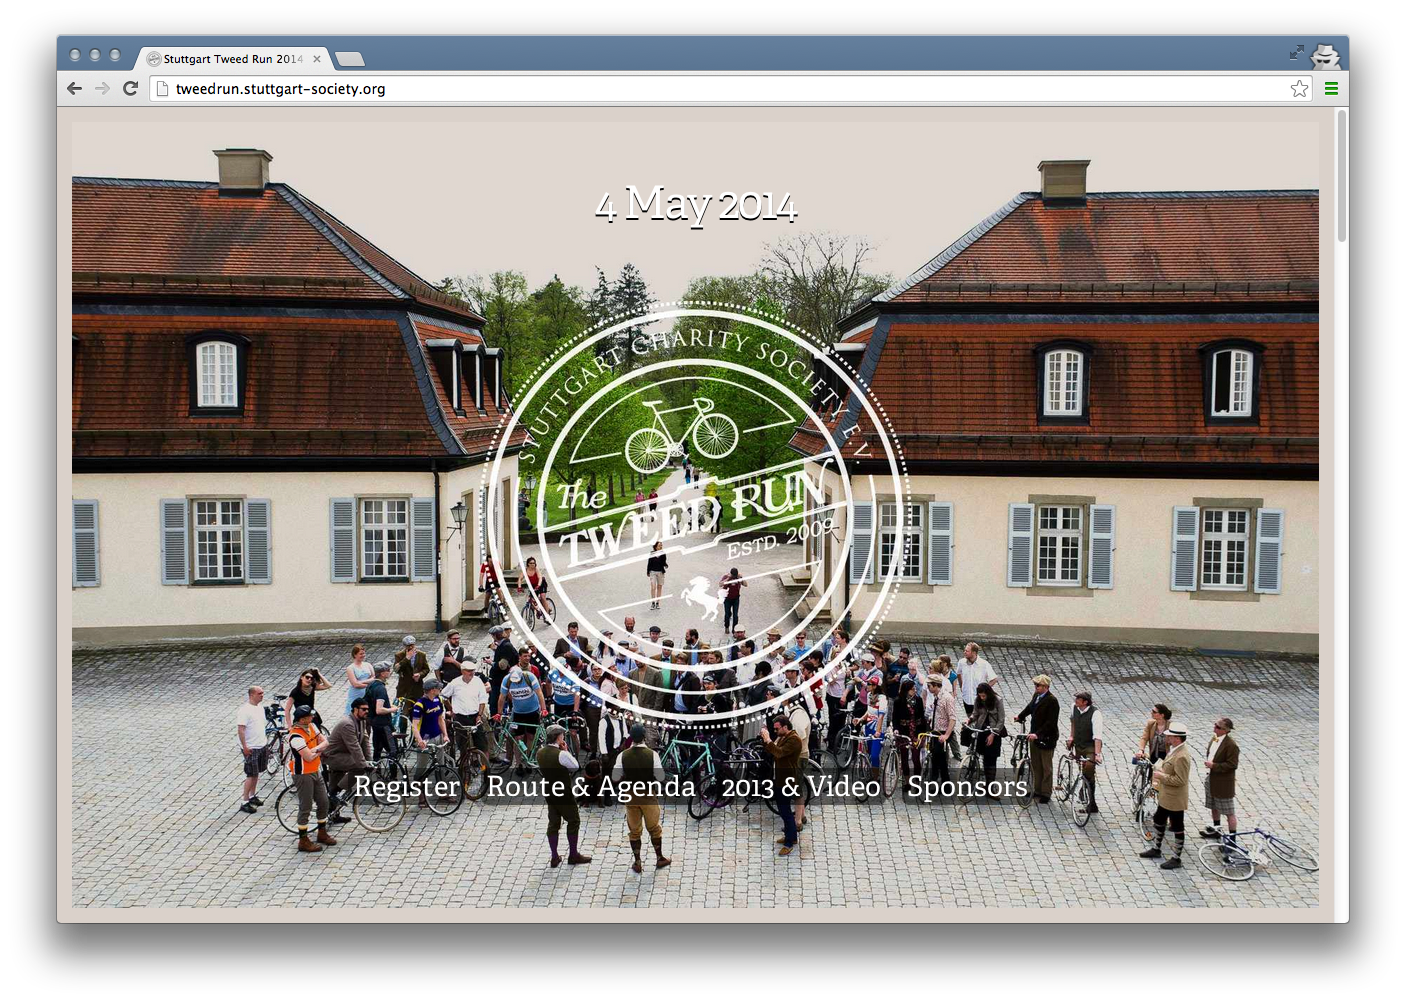 Stuttgart Tweed Run 2014
tweedrun.stuttgart-society.org
4 May 2014
STUTTGART CHARITY SOCIETY E.V.
The
TWEED RUN
ESTD. 2009
Register Route & Agenda 2013 & Video Sponsors